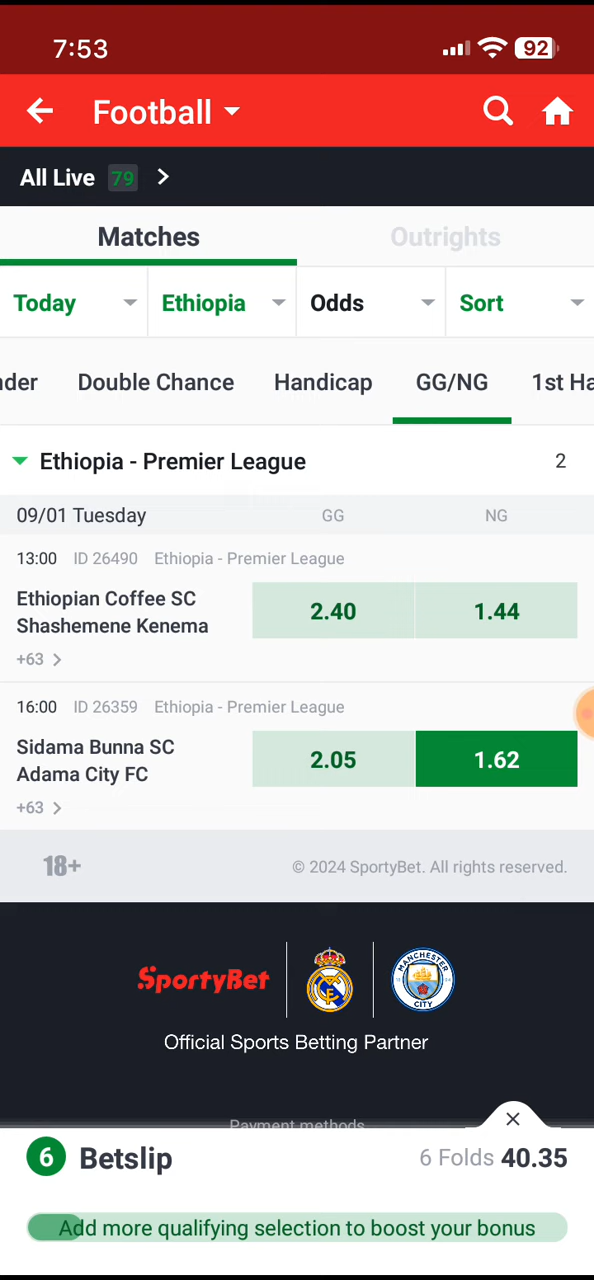 7:53
92
Football
All Live 79
Matches Outrights
Today Ethiopia Odds Sort
nder Double Chance Handicap GG/NG 1st Ha
Ethiopia - Premier League 2
09/01 Tuesday GG NG
13:00 ID 26490 Ethiopia - Premier League
Ethiopian Coffee SC
Shashemene Kenema
2.40 1.44
+63
16:00 ID 26359 Ethiopia - Premier League
Sidama Bunna SC
Adama City FC
2.05 1.62
+63
18+ © 2024 SportyBet. All rights reserved.
SportyBet MANCHESTER CITY
Official Sports Betting Partner
Payment methods
6 Betslip 6 Folds 40.35
Add more qualifying selection to boost your bonus